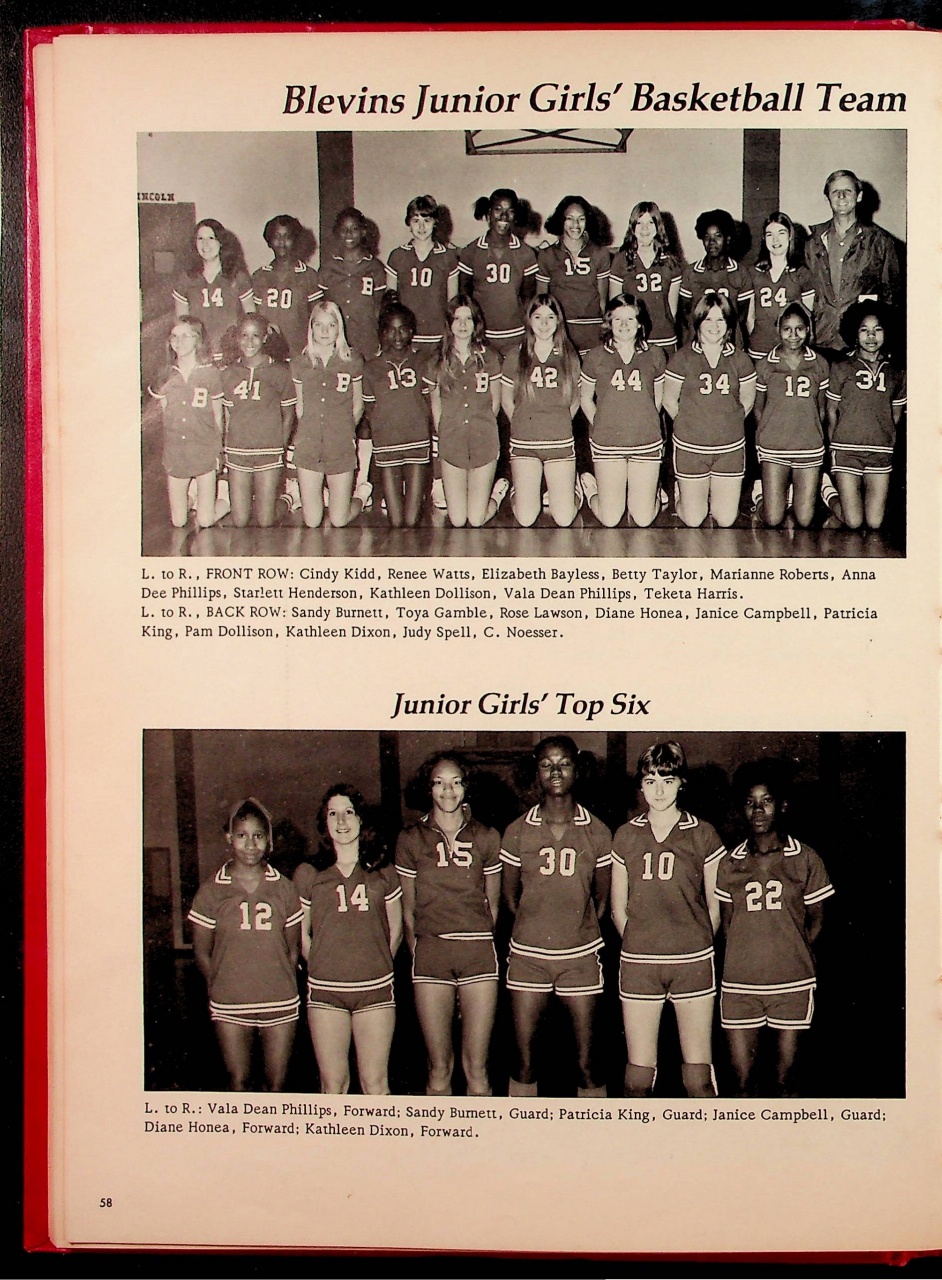 Blevins Junior Girls' Basketball Team
INCOLN
14 20 B 10 30 15 32 24
B 41 B 13 B 42 44 34 12 31
L. to R., FRONT ROW: Cindy Kidd, Renee Watts, Elizabeth Bayless, Betty Taylor, Marianne Roberts, Anna
Dee Phillips, Starlett Henderson, Kathleen Dollison, Vala Dean Phillips, Teketa Harris.
L. to R., BACK ROW: Sandy Burnett, Toya Gamble, Rose Lawson, Diane Honea, Janice Campbell, Patricia
King, Pam Dollison, Kathleen Dixon, Judy Spell, C. Noesser.
Junior Girls' Top Six
12 14 15 30 10 22
L. to R.: Vala Dean Phillips, Forward; Sandy Burnett, Guard; Patricia King, Guard; Janice Campbell, Guard;
Diane Honea, Forward; Kathleen Dixon, Forward.
58